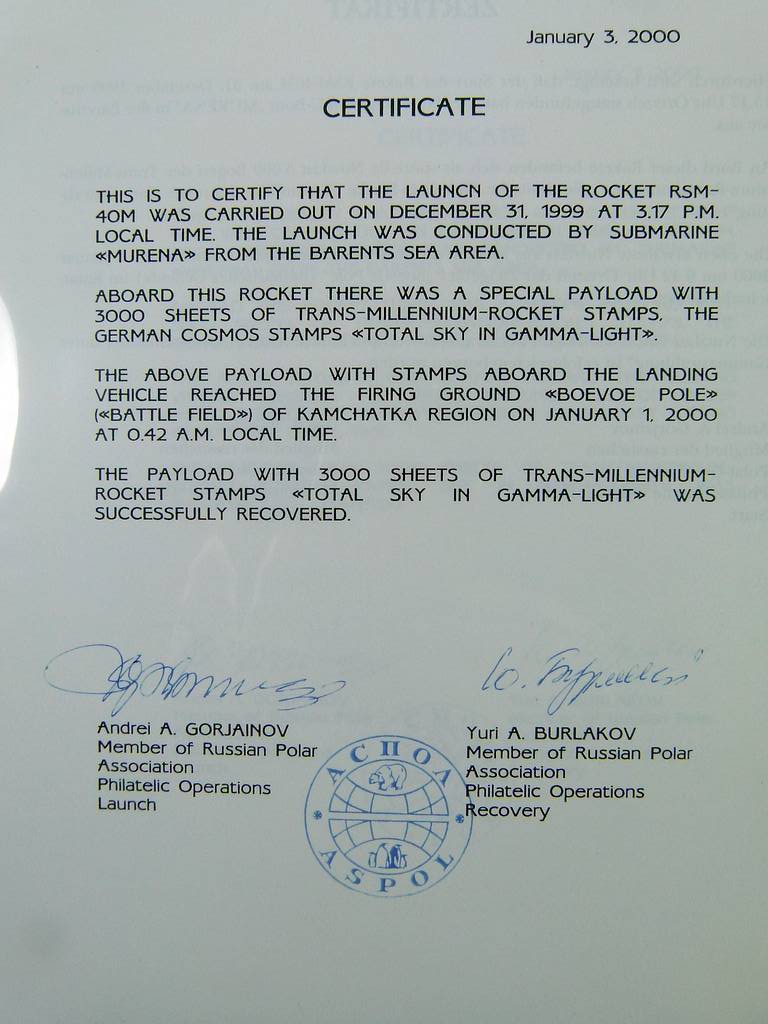 January 3, 2000
CERTIFICATE
THIS IS TO CERTIFY THAT THE LAUNCN OF THE ROCKET RSM-
40M WAS CARRIED OUT ON DECEMBER 31, 1999 AT 3.17 P.M.
LOCAL TIME. THE LAUNCH WAS CONDUCTED BY SUBMARINE
«MURENA» FROM THE BARENTS SEA AREA.
ABOARD THIS ROCKET THERE WAS A SPECIAL PAYLOAD WITH
3000 SHEETS OF TRANS-MILLENNIUM-ROCKET STAMPS, THE
GERMAN COSMOS STAMPS «TOTAL SKY IN GAMMA-LIGHT».
THE ABOVE PAYLOAD WITH STAMPS ABOARD THE LANDING
VEHICLE REACHED THE FIRING GROUND «BOEVOE POLE»
(«BATTLE FIELD») OF KAMCHATKA REGION ON JANUARY 1, 2000
AT 0.42 A.M. LOCAL TIME.
THE PAYLOAD WITH 3000 SHEETS OF TRANS-MILLENNIUM-
ROCKET STAMPS «TOTAL SKY IN GAMMA-LIGHT» WAS
SUCCESSFULLY RECOVERED.
Andrei A. GORJAINOV
Member of Russian Polar
Association
Philatelic Operations
Launch
Yuri A. BURLAKOV
Member of Russian Polar
Association
Philatelic Operations
Recovery
АСПОЛ
ASPOL